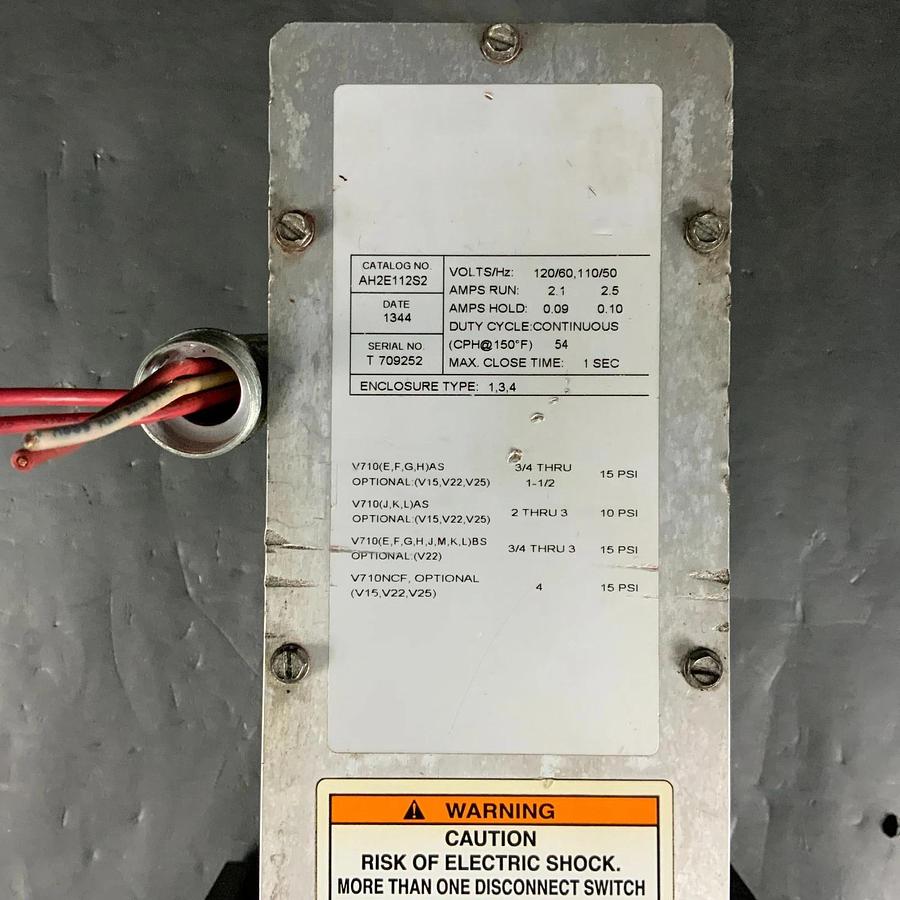 CATALOG NO.
AH2E112S2
DATE
1344
SERIAL NO.
T 709252
VOLTS/Hz: 120/60,110/50
AMPS RUN: 2.1 2.5
AMPS HOLD: 0.09 0.10
DUTY CYCLE:CONTINUOUS
(CPH@150°F) 54
MAX. CLOSE TIME: 1 SEC
ENCLOSURE TYPE: 1,3,4
V710(E,F,G,H)AS 3/4 THRU 15 PSI
OPTIONAL:(V15,V22,V25) 1-1/2
V710(J,K,L)AS
OPTIONAL:(V15,V22,V25) 2 THRU 3 10 PSI
V710(E,F,G,H,J,M,K,L)BS 3/4 THRU 3 15 PSI
OPTIONAL:(V22)
V710NCF, OPTIONAL 4 15 PSI
(V15,V22,V25)
WARNING
CAUTION
RISK OF ELECTRIC SHOCK.
MORE THAN ONE DISCONNECT SWITCH